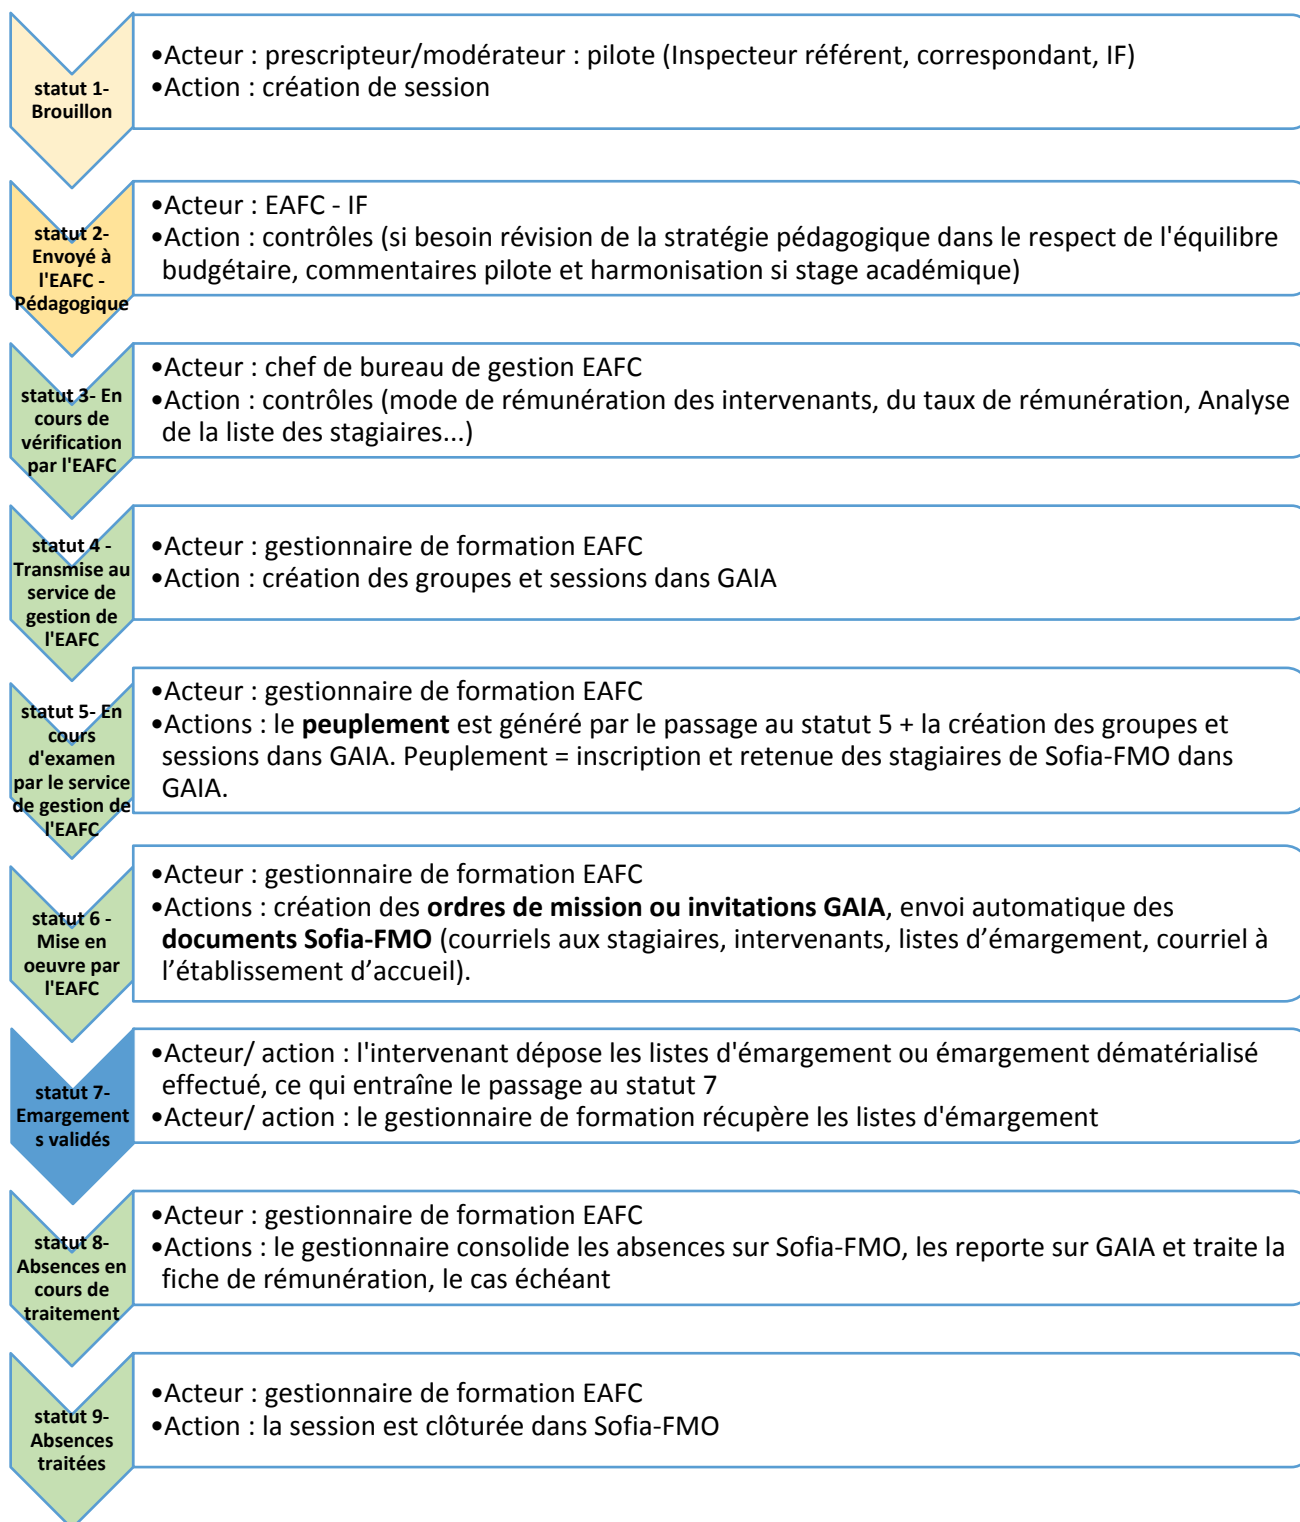 statut 1-
Brouillon
•Acteur : prescripteur/modérateur : pilote (Inspecteur référent, correspondant, IF)
•Action : création de session
statut 2-
Envoyé à
l'EAFC -
Pédagogique
•Acteur : EAFC - IF
•Action : contrôles (si besoin révision de la stratégie pédagogique dans le respect de l'équilibre
budgétaire, commentaires pilote et harmonisation si stage académique)
statut 3- En
cours de
vérification
par l'EAFC
•Acteur : chef de bureau de gestion EAFC
•Action : contrôles (mode de rémunération des intervenants, du taux de rémunération, Analyse
de la liste des stagiaires...)
statut 4 -
Transmise au
service de
gestion de
l'EAFC
•Acteur : gestionnaire de formation EAFC
•Action : création des groupes et sessions dans GAIA
statut 5- En
cours
d'examen
par le service
de gestion de
l'EAFC
•Acteur : gestionnaire de formation EAFC
•Actions : le peuplement est généré par le passage au statut 5 + la création des groupes et
sessions dans GAIA. Peuplement = inscription et retenue des stagiaires de Sofia-FMO dans
GAIA.
statut 6 -
Mise en
oeuvre par
l'EAFC
•Acteur : gestionnaire de formation EAFC
•Actions : création des ordres de mission ou invitations GAIA, envoi automatique des
documents Sofia-FMO (courriels aux stagiaires, intervenants, listes d’émargement, courriel à
l’établissement d’accueil).
statut 7-
Emargement
s validés
•Acteur/ action : l'intervenant dépose les listes d'émargement ou émargement dématérialisé
effectué, ce qui entraîne le passage au statut 7
•Acteur/ action : le gestionnaire de formation récupère les listes d'émargement
statut 8-
Absences en
cours de
traitement
•Acteur : gestionnaire de formation EAFC
•Actions : le gestionnaire consolide les absences sur Sofia-FMO, les reporte sur GAIA et traite la
fiche de rémunération, le cas échéant
statut 9-
Absences
traitées
•Acteur : gestionnaire de formation EAFC
•Action : la session est clôturée dans Sofia-FMO